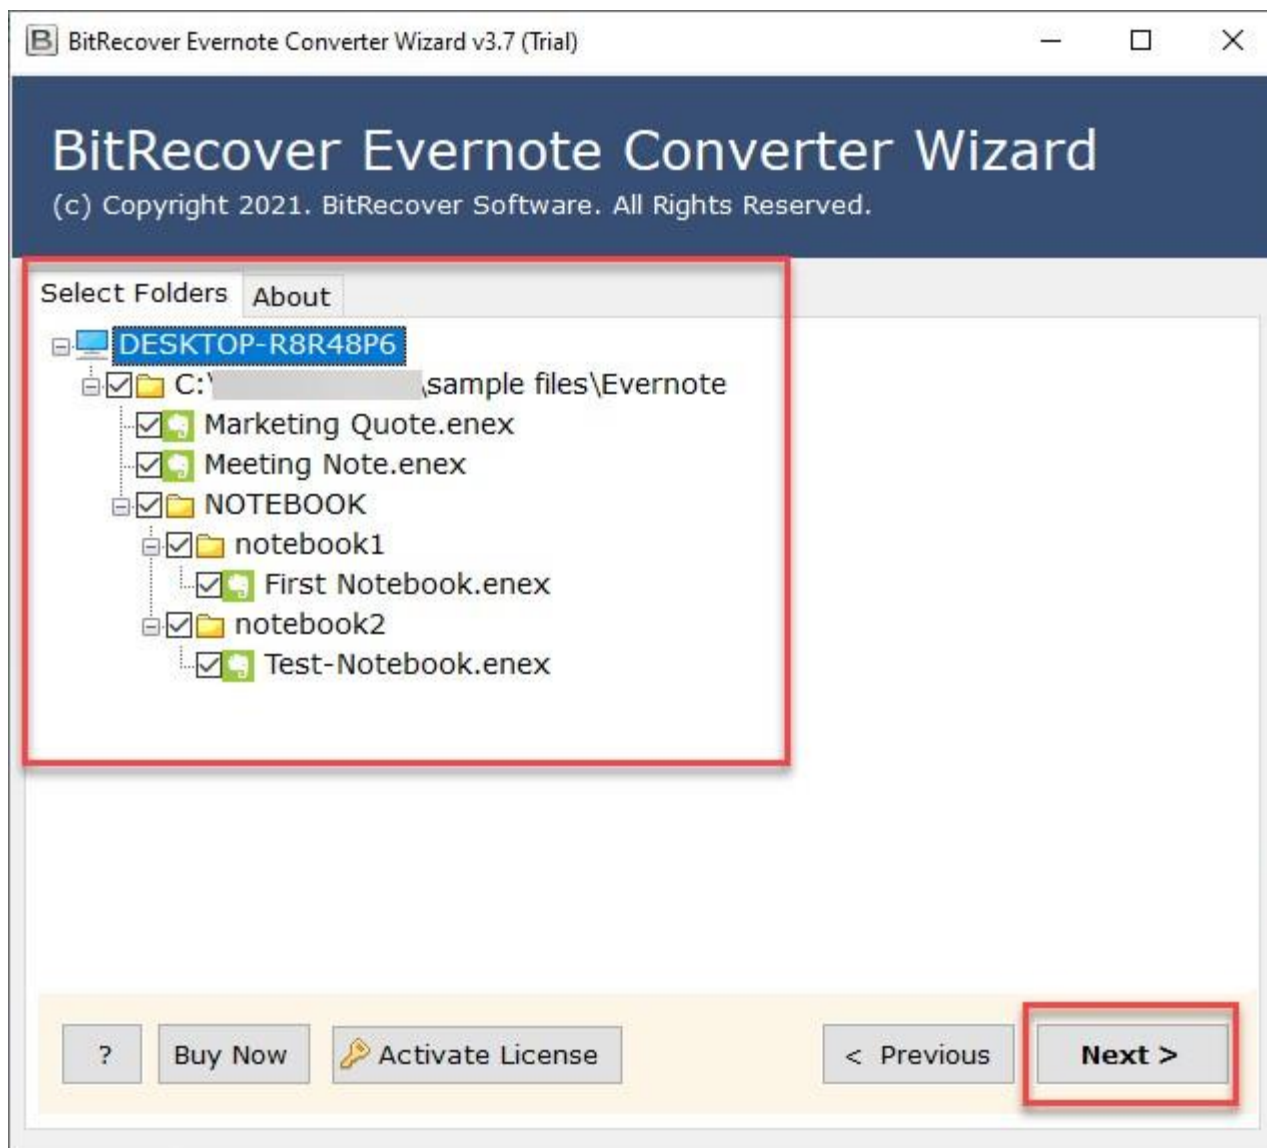 BitRecover Evernote Converter Wizard v3.7 (Trial)
BitRecover Evernote Converter Wizard
(c) Copyright 2021. BitRecover Software. All Rights Reserved.
Select Folders About
DESKTOP-R8R48P6
C:\ \sample files\Evernote
Marketing Quote.enex
Meeting Note.enex
NOTEBOOK
notebook1
First Notebook.enex
notebook2
Test-Notebook.enex
? Buy Now Activate License < Previous Next >